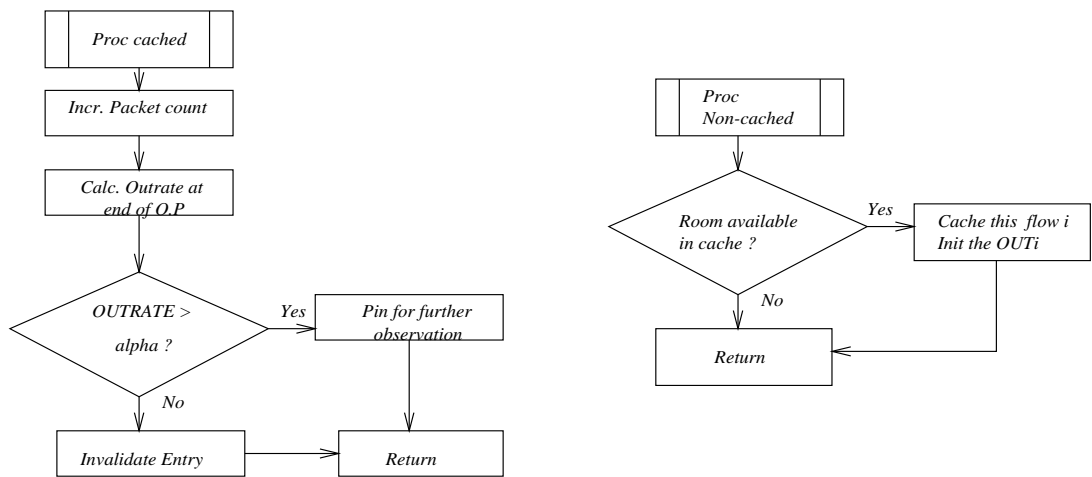 Proc cached
Incr. Packet count
Calc. Outrate at
end of O.P
OUTRATE >
alpha ?
Yes
Pin for further
observation
No
Invalidate Entry
Return
Proc
Non-cached
Room available
in cache ?
Yes
Cache this flow i
Init the OUTi
No
Return